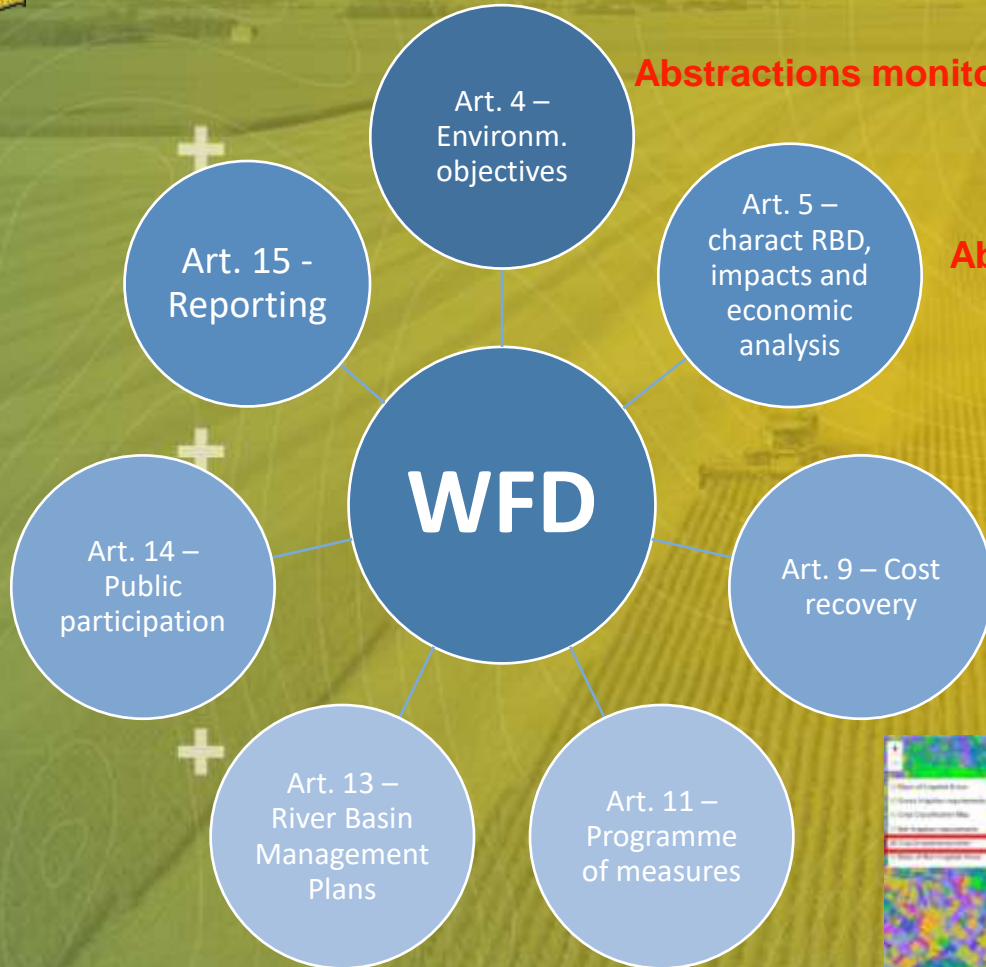 Abstractions monito
Art. 4 –
Environm.
objectives
Art. 5 –
charact RBD,
impacts and
economic
analysis
Ab
Art. 15 -
Reporting
WFD
Art. 14 –
Public
participation
Art. 9 – Cost
recovery
Art. 13 –
River Basin
Management
Plans
Art. 11 –
Programme
of measures